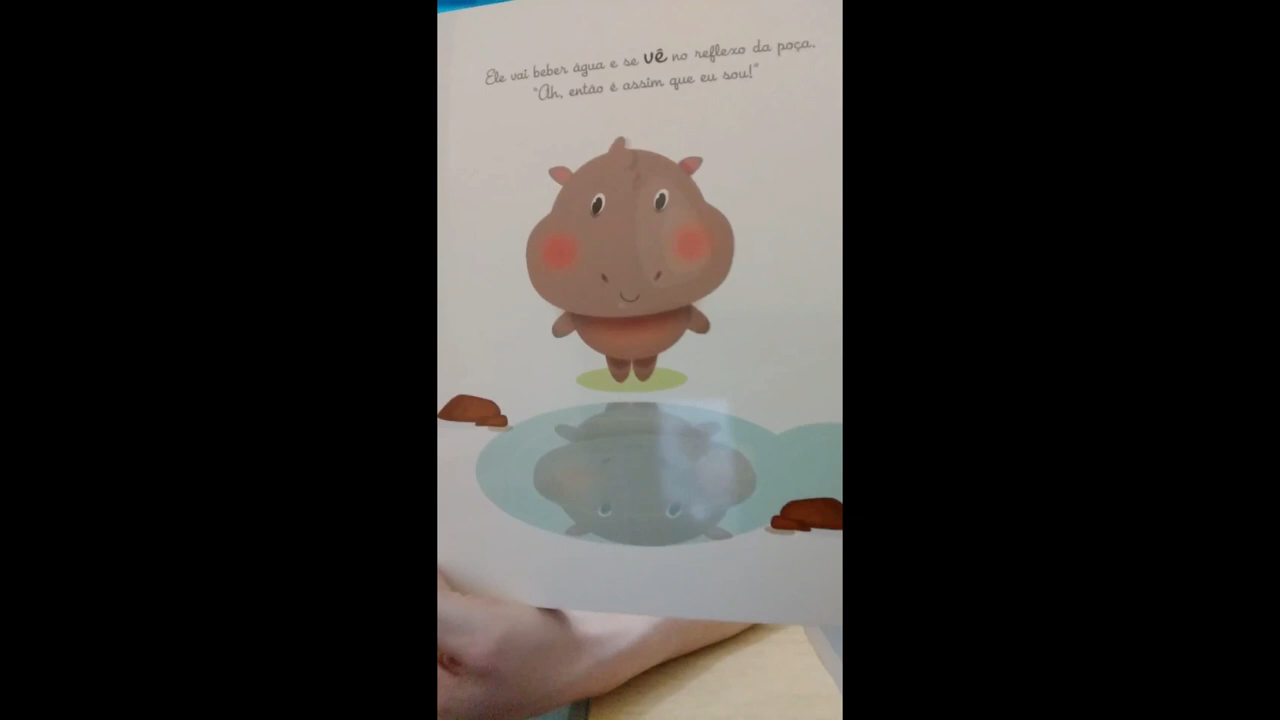 Ele vai beber água e se vê no reflexo da poça.
"Ah, então é assim que eu sou!"